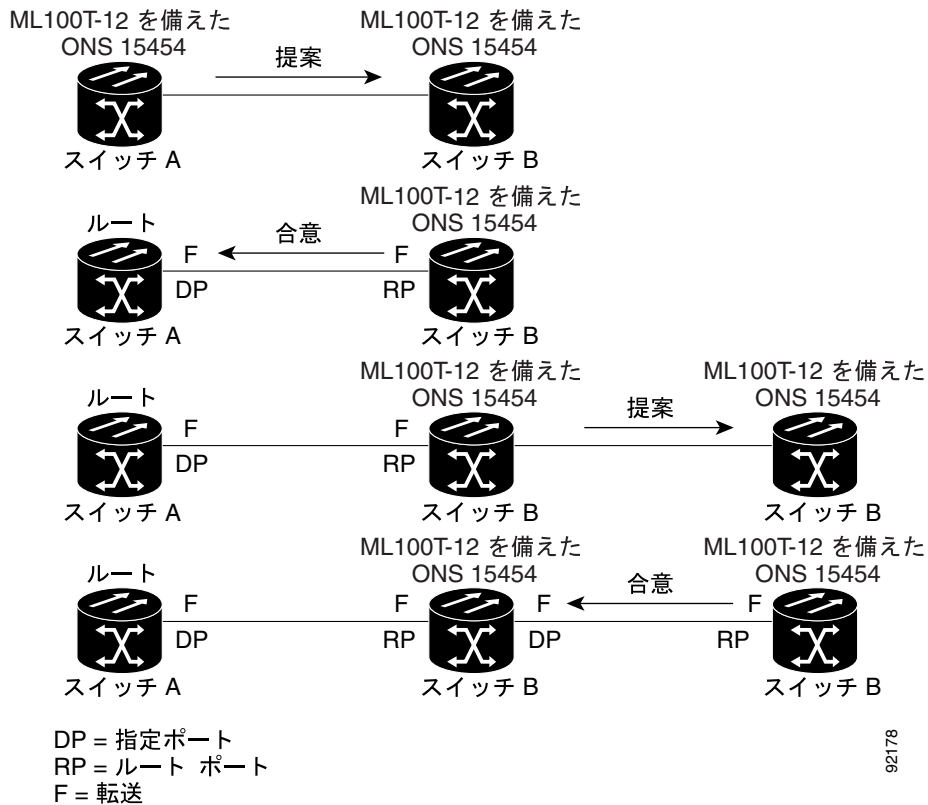 ML100T-12 を備えた
ONS 15454
ML100T-12 を備えた
ONS 15454
提案
スイッチ A
スイッチ B
ML100T-12 を備えた
ONS 15454
ルート
合意
F
F
DP
RP
スイッチ A
スイッチ B
ML100T-12 を備えた
ONS 15454
ML100T-12 を備えた
ONS 15454
ルート
提案
F
F
DP
RP
スイッチ A
スイッチ B
スイッチ B
ML100T-12 を備えた
ONS 15454
ML100T-12 を備えた
ONS 15454
ルート
合意
F
F
F
F
DP
RP
DP
RP
スイッチ A
スイッチ B
スイッチ B
DP = 指定ポート
RP = ルート ポート
F = 転送
92178